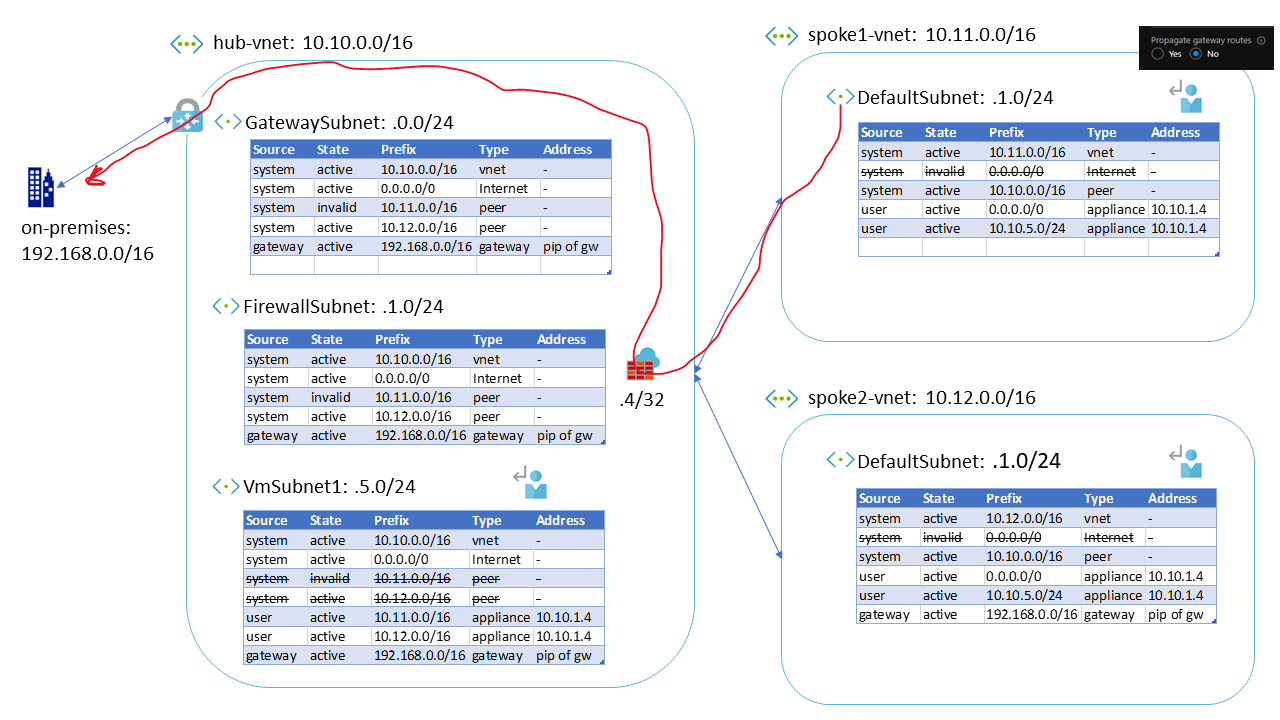 hub-vnet: 10.10.0.0/16
spoke1-vnet: 10.11.0.0/16
Propagate gateway routes
Yes No
on-premises:
192.168.0.0/16
GatewaySubnet: .0.0/24
Source State Prefix Type Address
system active 10.10.0.0/16 vnet -
system active 0.0.0.0/0 Internet -
system invalid 10.11.0.0/16 peer -
system active 10.12.0.0/16 peer -
gateway active 192.168.0.0/16 gateway pip of gw
FirewallSubnet: .1.0/24
Source State Prefix Type Address
system active 10.10.0.0/16 vnet -
system active 0.0.0.0/0 Internet -
system invalid 10.11.0.0/16 peer -
system active 10.12.0.0/16 peer -
gateway active 192.168.0.0/16 gateway pip of gw
.4/32
VmSubnet1: .5.0/24
Source State Prefix Type Address
system active 10.10.0.0/16 vnet -
system active 0.0.0.0/0 Internet -
system invalid 10.11.0.0/16 peer -
system active 10.12.0.0/16 peer -
user active 10.11.0.0/16 appliance 10.10.1.4
user active 10.12.0.0/16 appliance 10.10.1.4
gateway active 192.168.0.0/16 gateway pip of gw
DefaultSubnet: .1.0/24
Source State Prefix Type Address
system active 10.11.0.0/16 vnet -
system invalid 0.0.0.0/0 Internet -
system active 10.10.0.0/16 peer -
user active 0.0.0.0/0 appliance 10.10.1.4
user active 10.10.5.0/24 appliance 10.10.1.4
spoke2-vnet: 10.12.0.0/16
DefaultSubnet: .1.0/24
Source State Prefix Type Address
system active 10.12.0.0/16 vnet -
system invalid 0.0.0.0/0 Internet -
system active 10.10.0.0/16 peer -
user active 0.0.0.0/0 appliance 10.10.1.4
user active 10.10.5.0/24 appliance 10.10.1.4
gateway active 192.168.0.0/16 gateway pip of gw